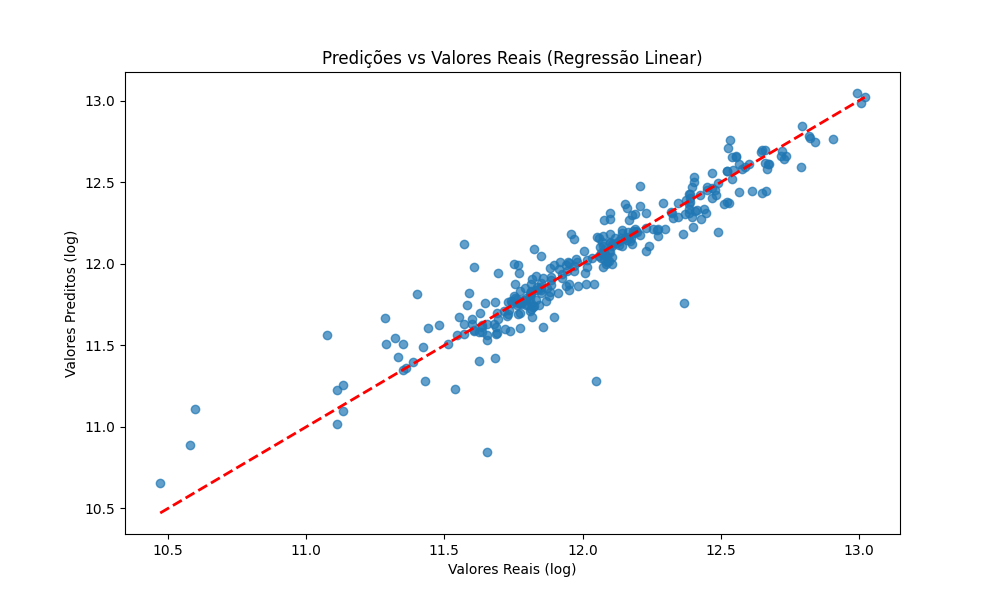 Predições vs Valores Reais (Regressão Linear)
Valores Preditos (log)
13.0
12.5
12.0
11.5
11.0
10.5
10.5 11.0 11.5 12.0 12.5 13.0
Valores Reais (log)